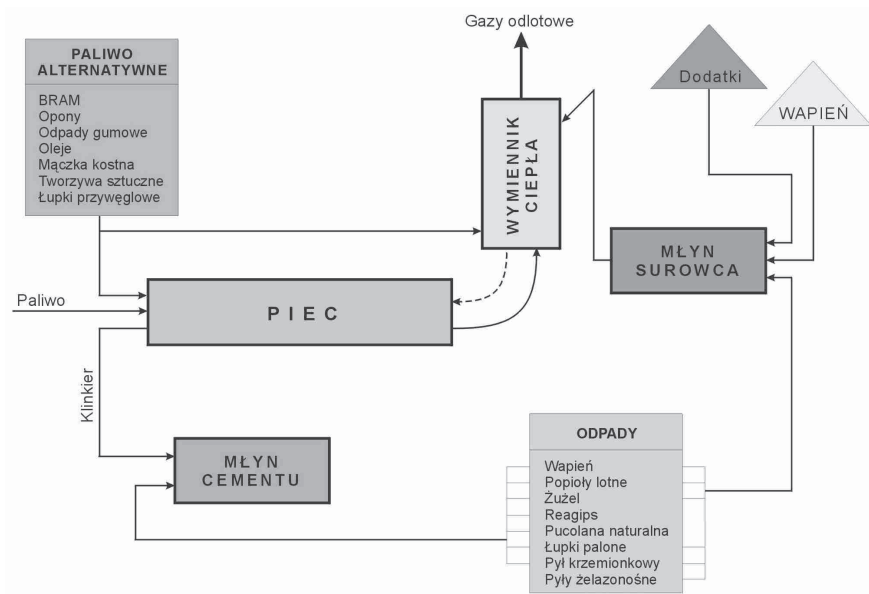 Gazy odlotowe
PALIWO
ALTERNATYWNE
BRAM
Opony
Odpady gumowe
Oleje
Mączka kostna
Tworzywa sztuczne
Łupki przywęglowe
WYMIENNIK
CIEPŁA
Dodatki
WAPIEŃ
MŁYN
SUROWCA
Paliwo
PIEC
Klinkier
MŁYN
CEMENTU
ODPADY
Wapień
Popioły lotne
Żużel
Reagips
Pucolana naturalna
Łupki palone
Pył krzemionkowy
Pyły żelazonośne